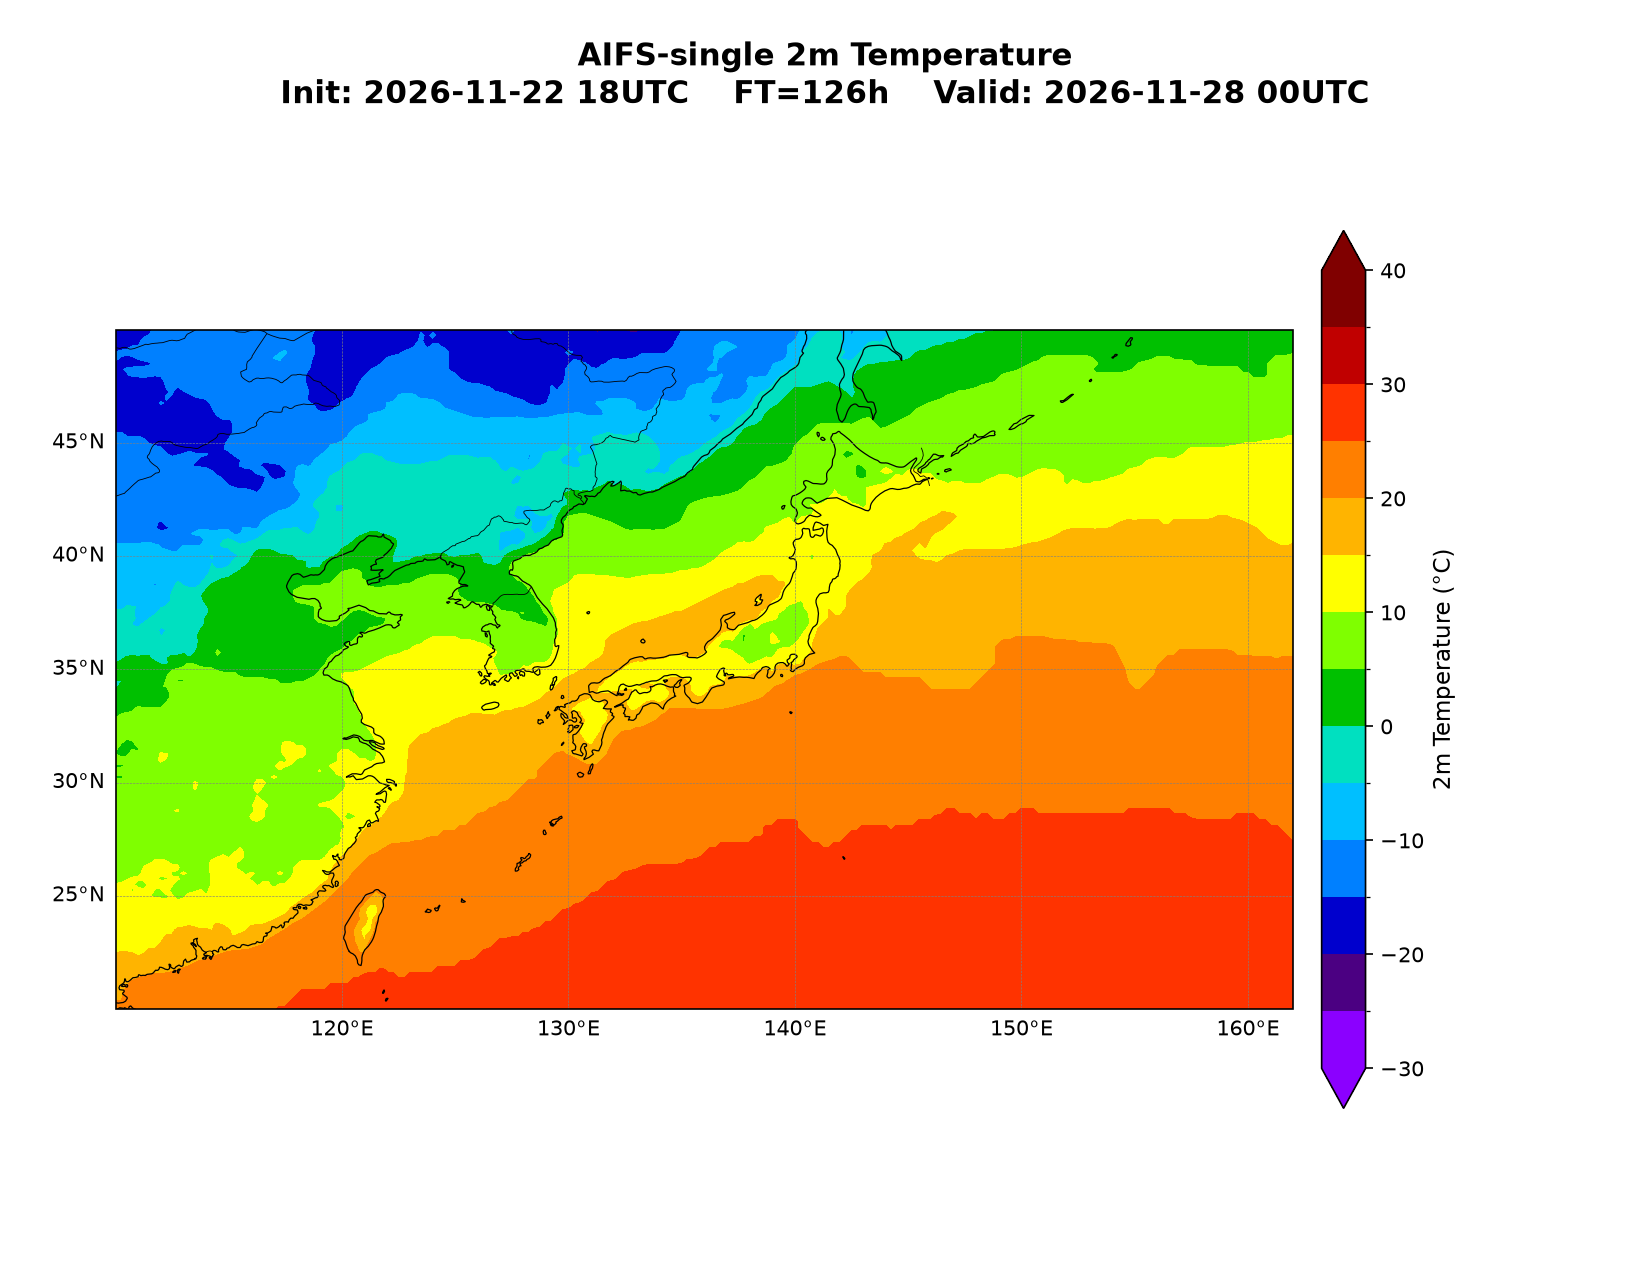 AIFS-single 2m Temperature
Init: 2026-11-22 18UTC    FT=126h    Valid: 2026-11-28 00UTC
45°N
40°N
35°N
30°N
25°N
120°E
130°E
140°E
150°E
160°E
40
30
20
10
0
−10
−20
−30
2m Temperature (°C)